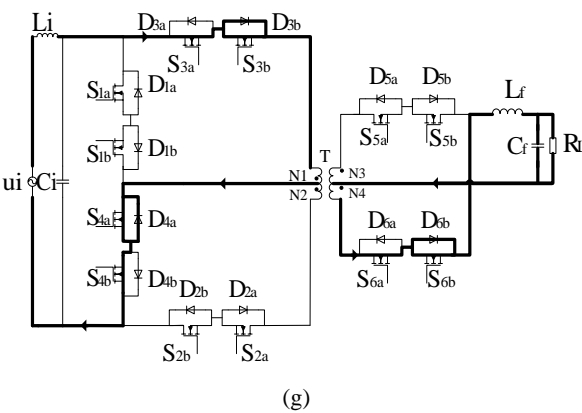 Li
D3a D3b
S3a S3b
S1a D1a
S1b D1b
ui Ci
S4a D4a
S4b D4b
D2b D2a
S2b S2a
T
N1 N3
N2 N4
D5a D5b
S5a S5b
Lf
Cf Rl
D6a D6b
S6a S6b
(g)